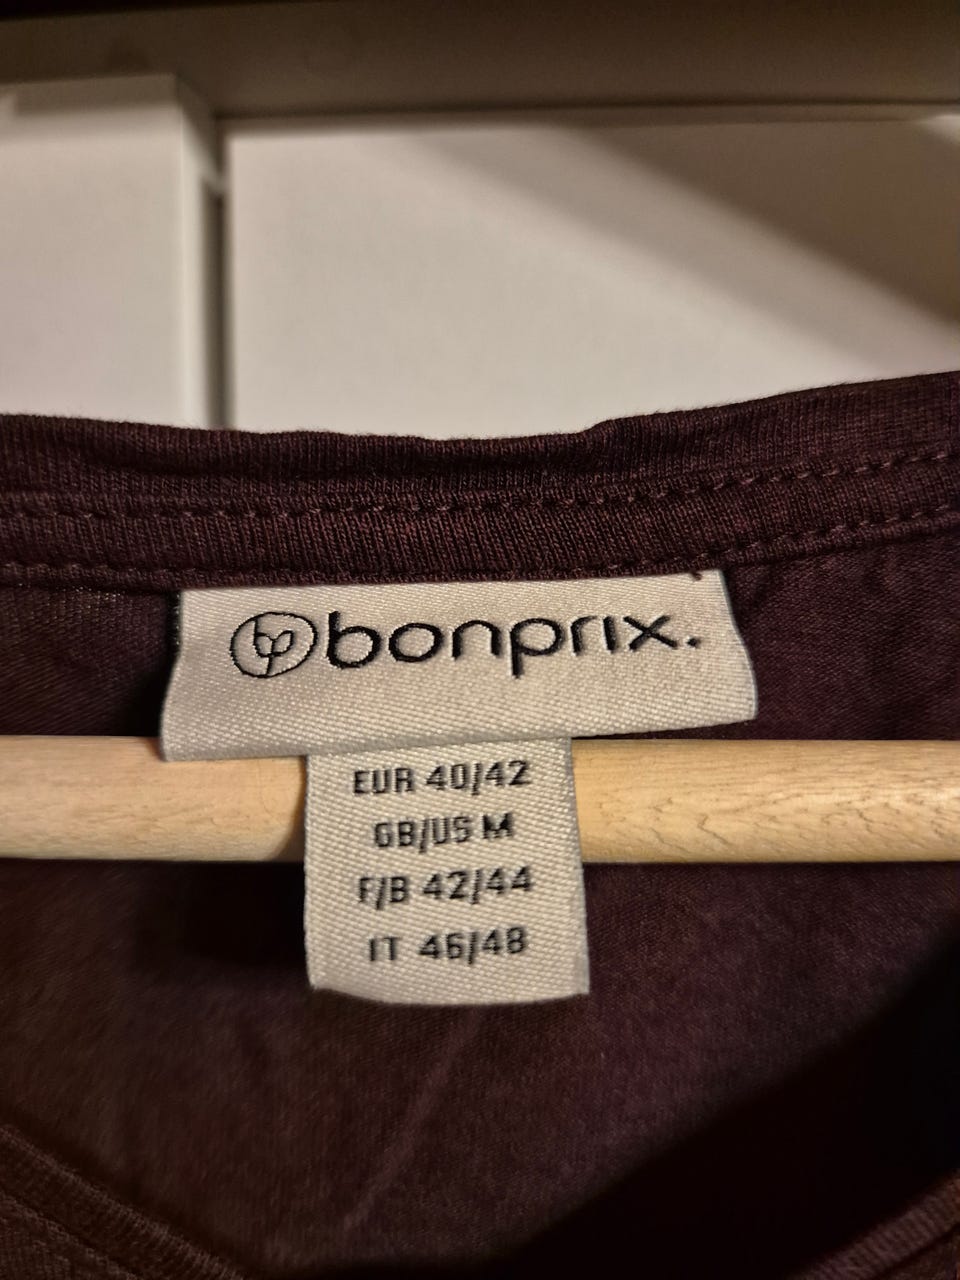 bonprix.
EUR 40/42
GB/US M
F/B 42/44
IT 46/48